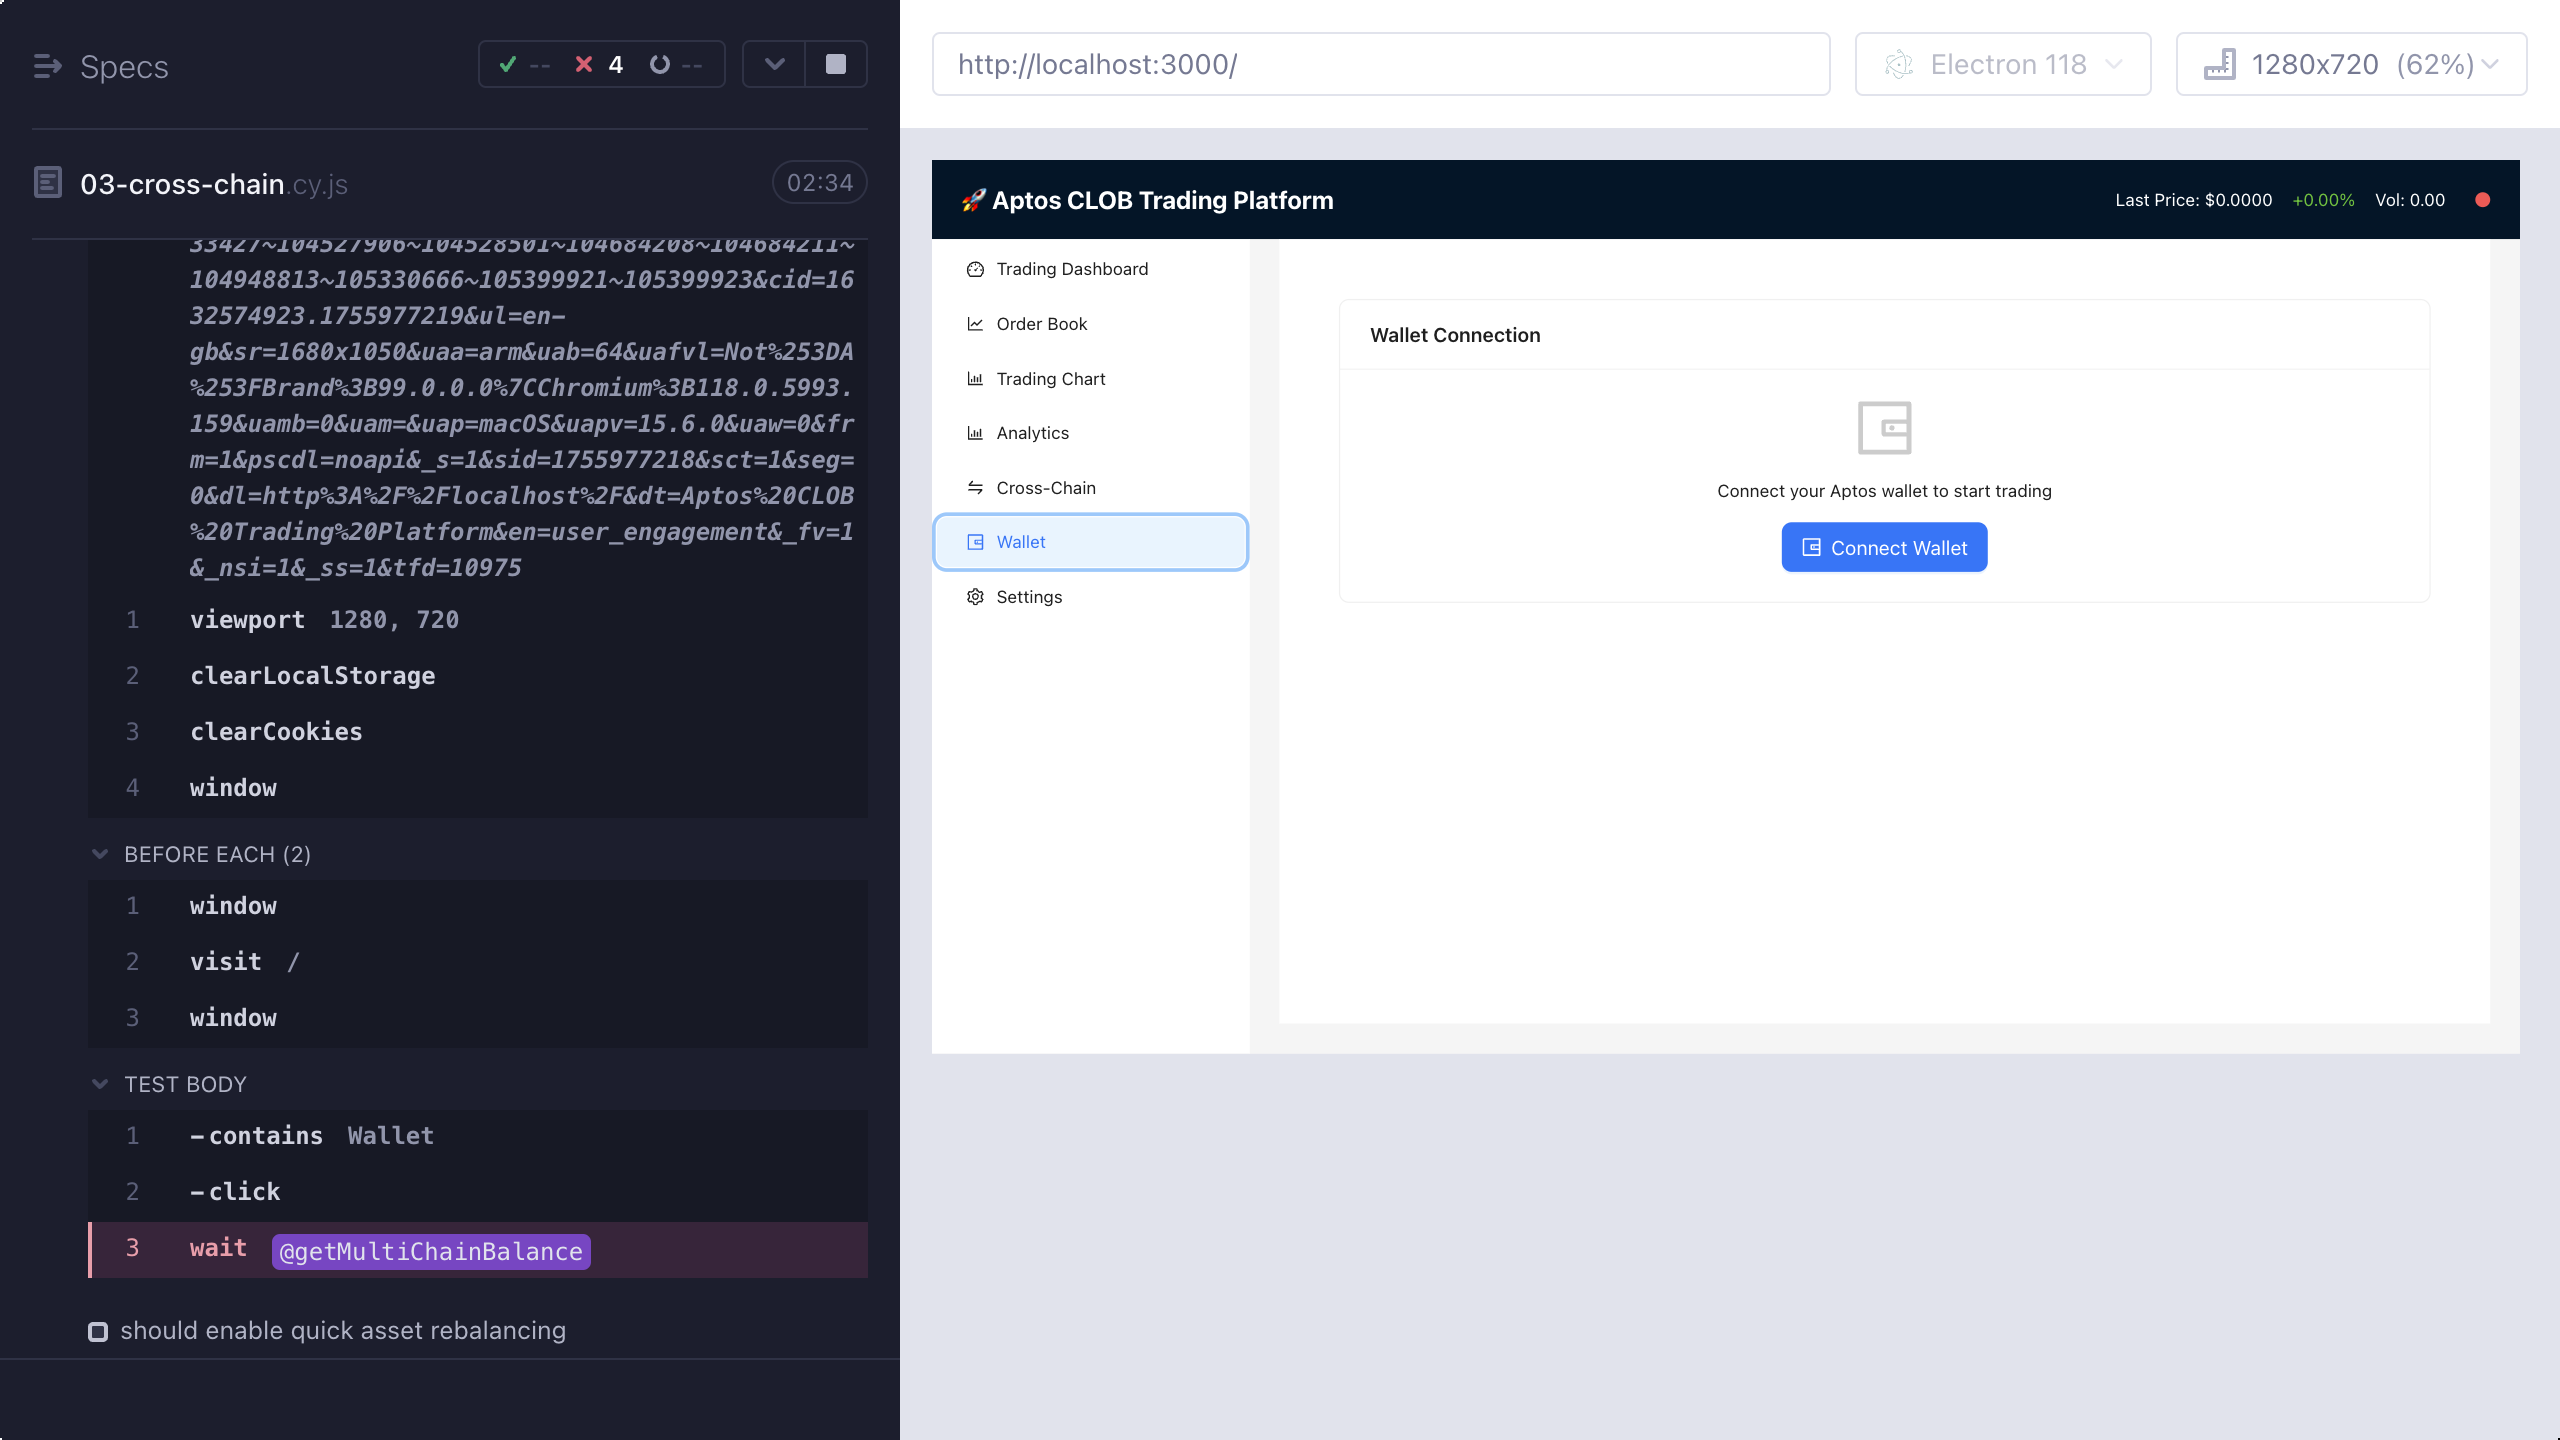 Specs
-- 4 --
03-cross-chain.cy.js
02:34
33427~104527906~104528501~104684208~104684211~
104948813~105330666~105399921~105399923&cid=16
32574923.1755977219&ul=en-
gb&sr=1680x1050&uaa=arm&uab=64&uafvl=Not%253DA
%253FBrand%3B99.0.0.0%7CChromium%3B118.0.5993.
159&uamb=0&uam=&uap=macOS&uapv=15.6.0&uaw=0&fr
m=1&pscdl=noapi&_s=1&sid=1755977218&sct=1&seg=
0&dl=http%3A%2F%2Flocalhost%2F&dt=Aptos%20CLOB
%20Trading%20Platform&en=user_engagement&_fv=1
&_nsi=1&_ss=1&tfd=10975
1 viewport 1280, 720
2 clearLocalStorage
3 clearCookies
4 window
BEFORE EACH (2)
1 window
2 visit /
3 window
TEST BODY
1 -contains Wallet
2 -click
3 wait @getMultiChainBalance
should enable quick asset rebalancing
http://localhost:3000/
Electron 118
1280x720 (62%)
🚀 Aptos CLOB Trading Platform
Last Price: $0.0000 +0.00% Vol: 0.00
Trading Dashboard
Order Book
Trading Chart
Analytics
Cross-Chain
Wallet
Settings
Wallet Connection
Connect your Aptos wallet to start trading
Connect Wallet